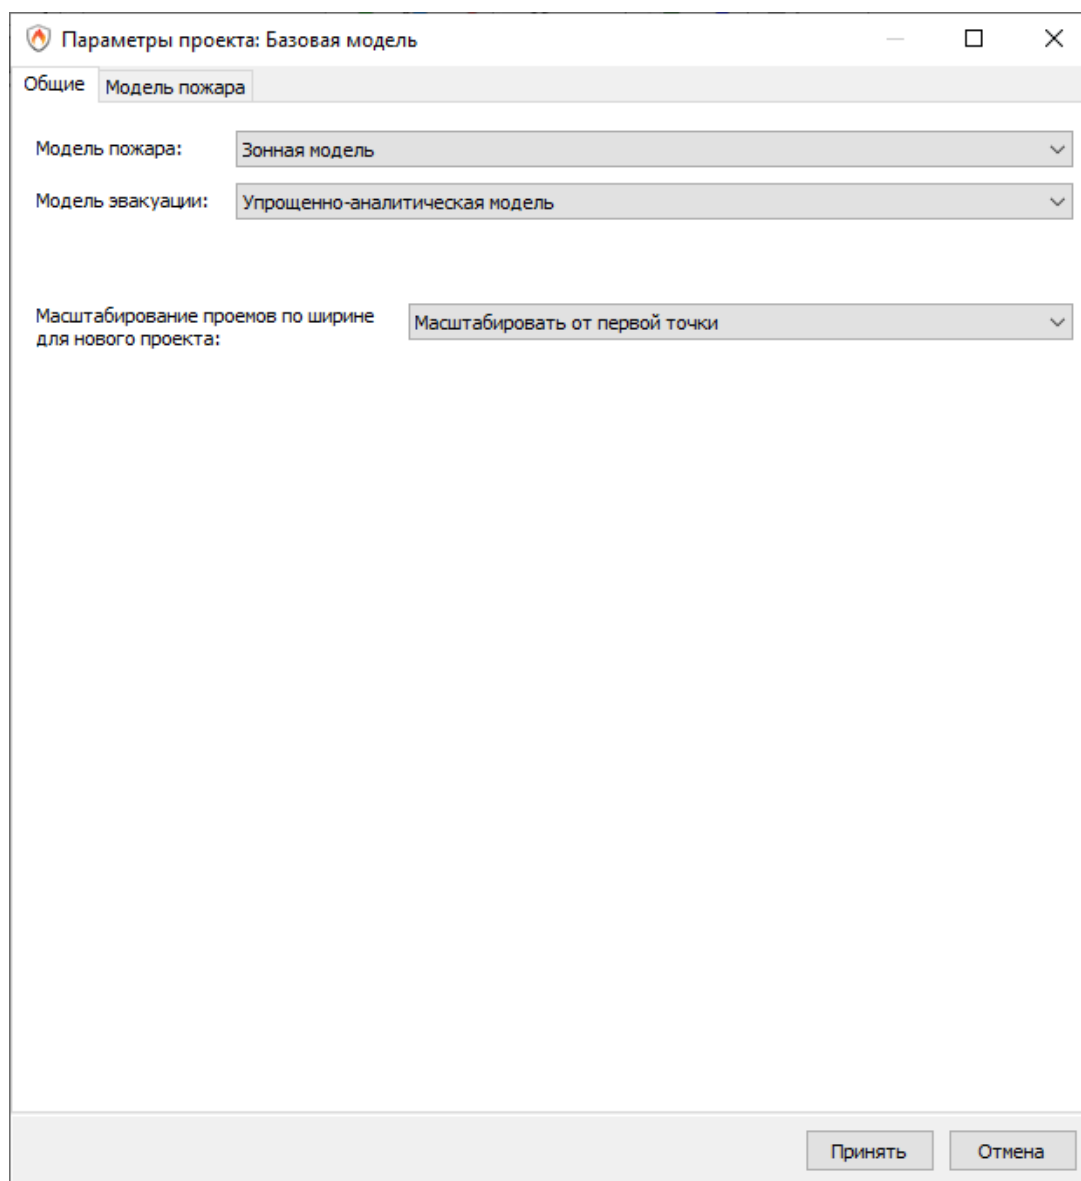 Параметры проекта: Базовая модель
Общие
Модель пожара
Модель пожара:
Зонная модель
Модель эвакуации:
Упрощенно-аналитическая модель
Масштабирование проемов по ширине
для нового проекта:
Масштабировать от первой точки
Принять
Отмена